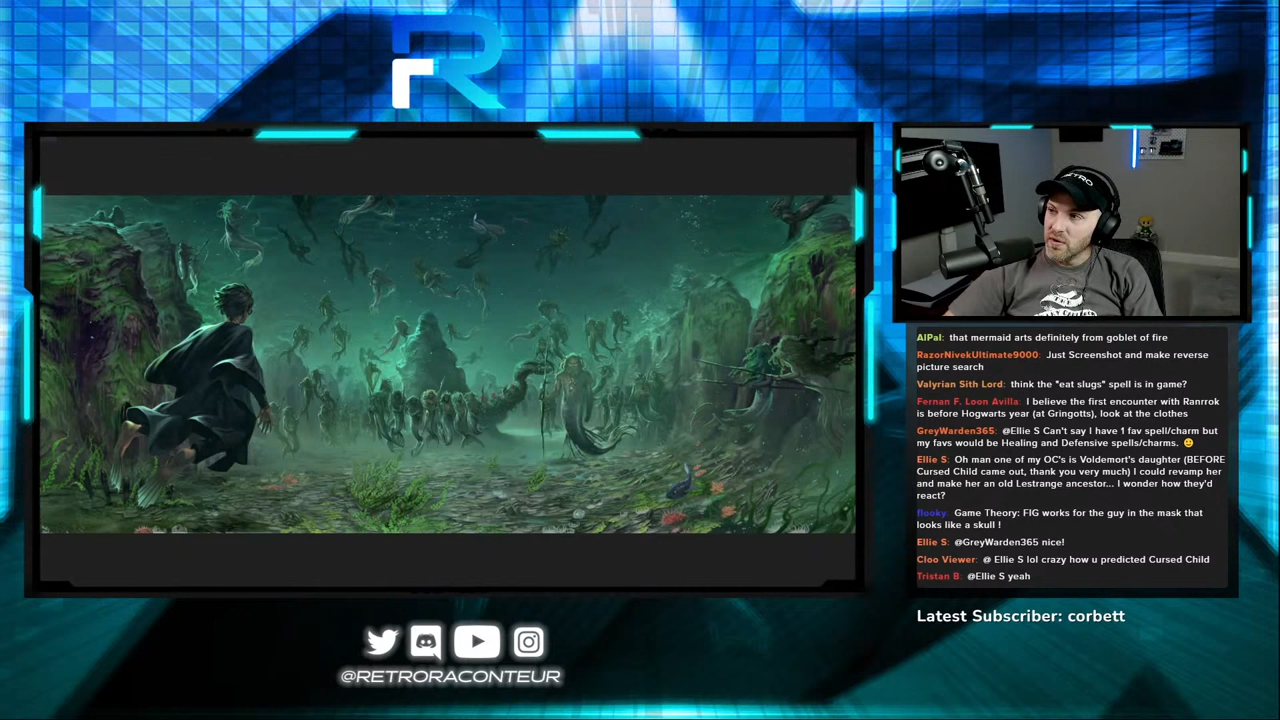 RETRO
AlPal: that mermaid arts definitely from goblet of fire
RazorNivekUltimate9000: Just Screenshot and make reverse
picture search
Valyrian Sith Lord: think the "eat slugs" spell is in game?
Fernan F. Loon Avilla: I believe the first encounter with Ranrrok
is before Hogwarts year (at Gringotts), look at the clothes
GreyWarden365: @Ellie S Can't say I have 1 fav spell/charm but
my favs would be Healing and Defensive spells/charms. 🙂
Ellie S: Oh man one of my OC's is Voldemort's daughter (BEFORE
Cursed Child came out, thank you very much) I could revamp her
and make her an old Lestrange ancestor... I wonder how they'd
react?
flooky: Game Theory: FIG works for the guy in the mask that
looks like a skull !
Ellie S: @GreyWarden365 nice!
Cloo Viewer: @ Ellie S lol crazy how u predicted Cursed Child
Tristan B: @Ellie S yeah
Latest Subscriber: corbett
@RETRORACONTEUR